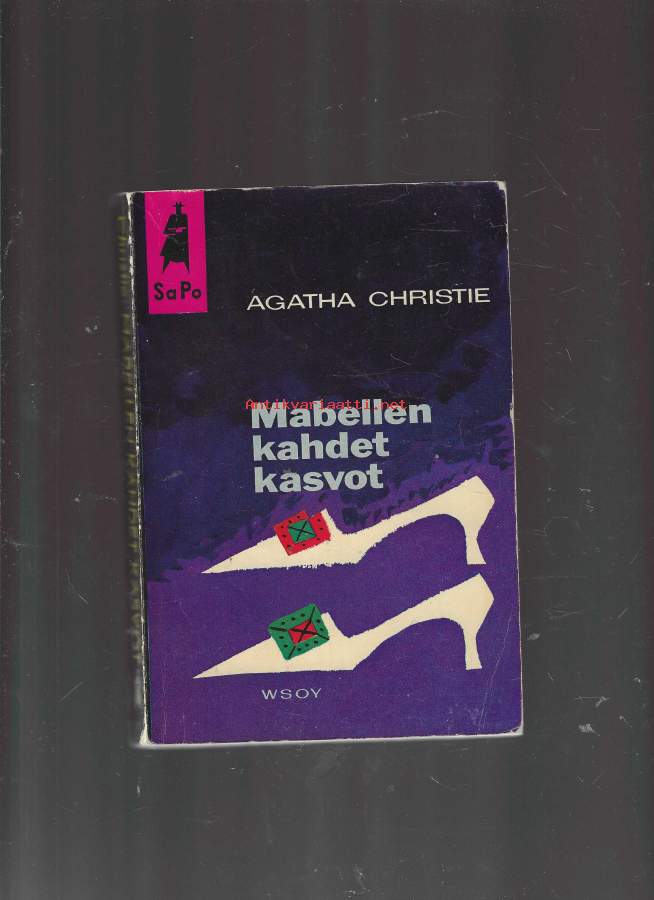 SaPo
AGATHA CHRISTIE
Antikvariaatti.net
Mabellen
kahdet
kasvot
WSOY